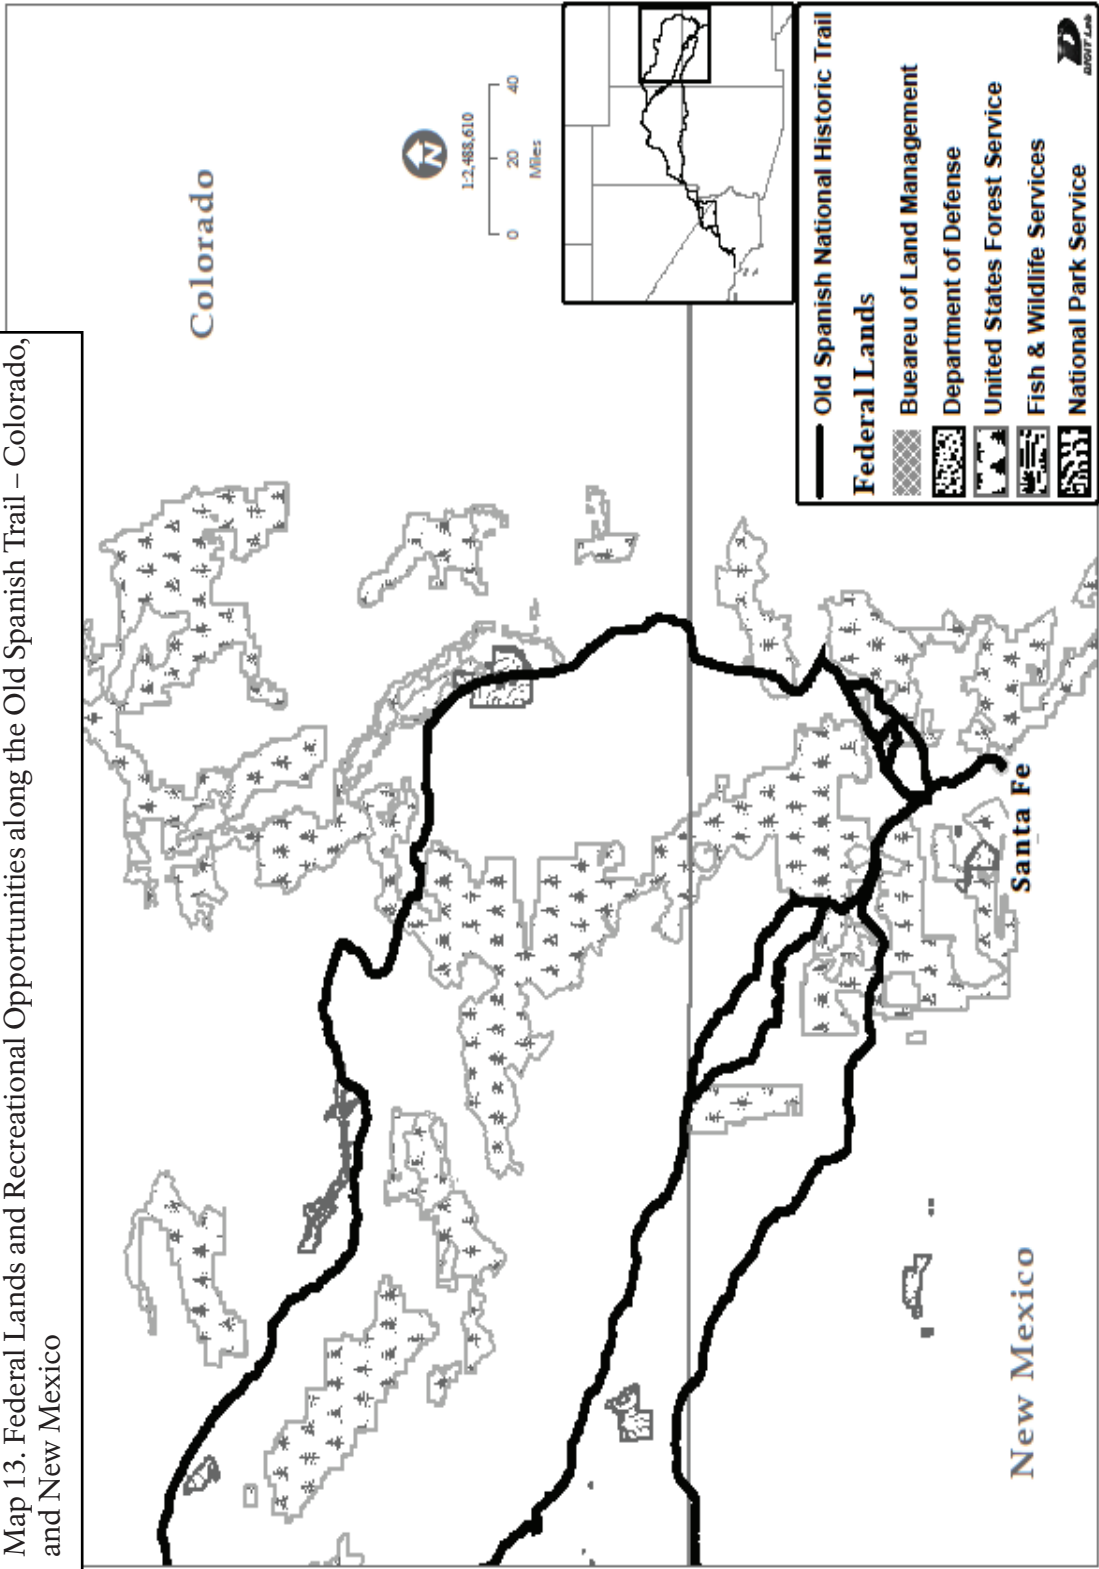 Map 13. Federal Lands and Recreational Opportunities along the Old Spanish Trail – Colorado,
and New Mexico
Colorado
1:2,488,610
0 20 40
Miles
N
Old Spanish National Historic Trail
Federal Lands
Bueareu of Land Management
Department of Defense
United States Forest Service
Fish & Wildlife Services
National Park Service
DIGIT Lab
Santa Fe
New Mexico